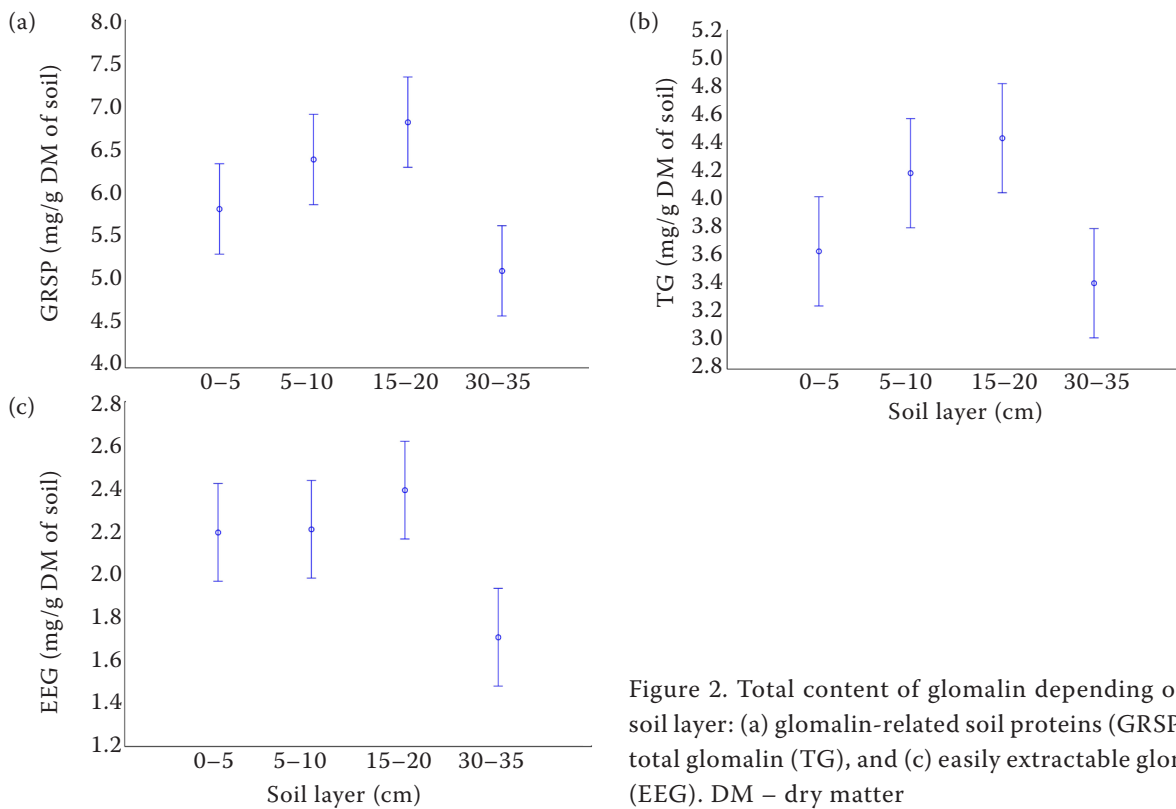 (a)
GRSP (mg/g DM of soil)
8.0
7.5
7.0
6.5
6.0
5.5
5.0
4.5
4.0
0–5 5–10 15–20 30–35
(b)
TG (mg/g DM of soil)
5.2
5.0
4.8
4.6
4.4
4.2
4.0
3.8
3.6
3.4
3.2
3.0
2.8
0–5 5–10 15–20 30–35
Soil layer (cm)
(c)
EEG (mg/g DM of soil)
2.8
2.6
2.4
2.2
2.0
1.8
1.6
1.4
1.2
0–5 5–10 15–20 30–35
Soil layer (cm)
Figure 2. Total content of glomalin depending o
soil layer: (a) glomalin-related soil proteins (GRSP
total glomalin (TG), and (c) easily extractable glor
(EEG). DM – dry matter